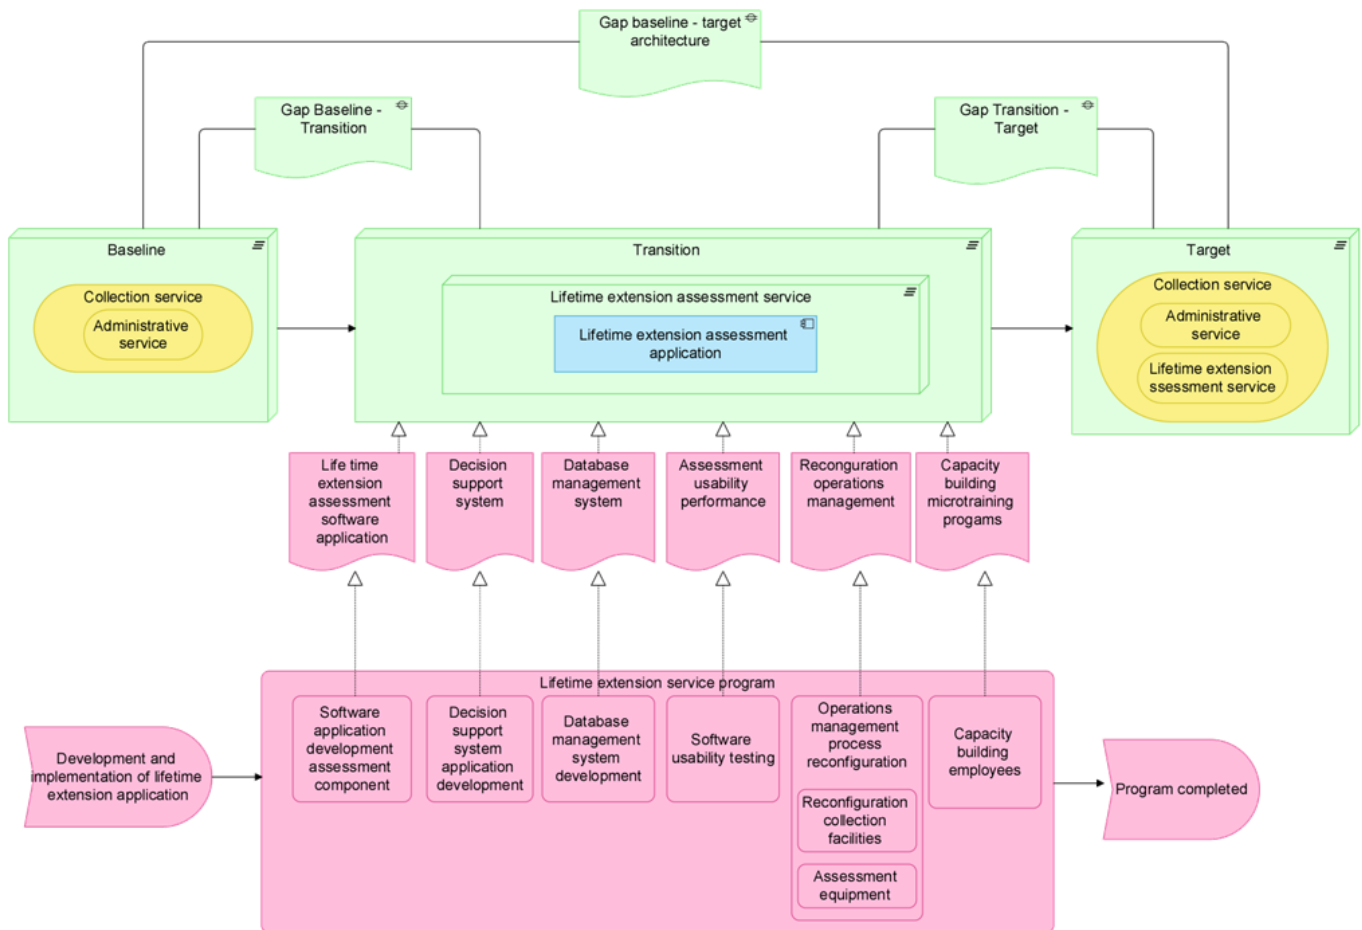 Gap baseline - target
architecture
Gap Baseline -
Transition
Gap Transition -
Target
Baseline
Collection service
Administrative
service
Transition
Lifetime extension assessment service
Lifetime extension assessment
application
Target
Collection service
Administrative
service
Lifetime extension
ssessment service
Life time
extension
assessment
software
application
Decision
support
system
Database
management
system
Assessment
usability
performance
Reconguration
operations
management
Capacity
building
microtraining
progams
Lifetime extension service program
Development and
implementation of lifetime
extension application
Software
application
development
assessment
component
Decision
support
system
application
development
Database
management
system
development
Software
usability testing
Operations
management
process
reconfiguration
Reconfiguration
collection
facilities
Assessment
equipment
Capacity
building
employees
Program completed